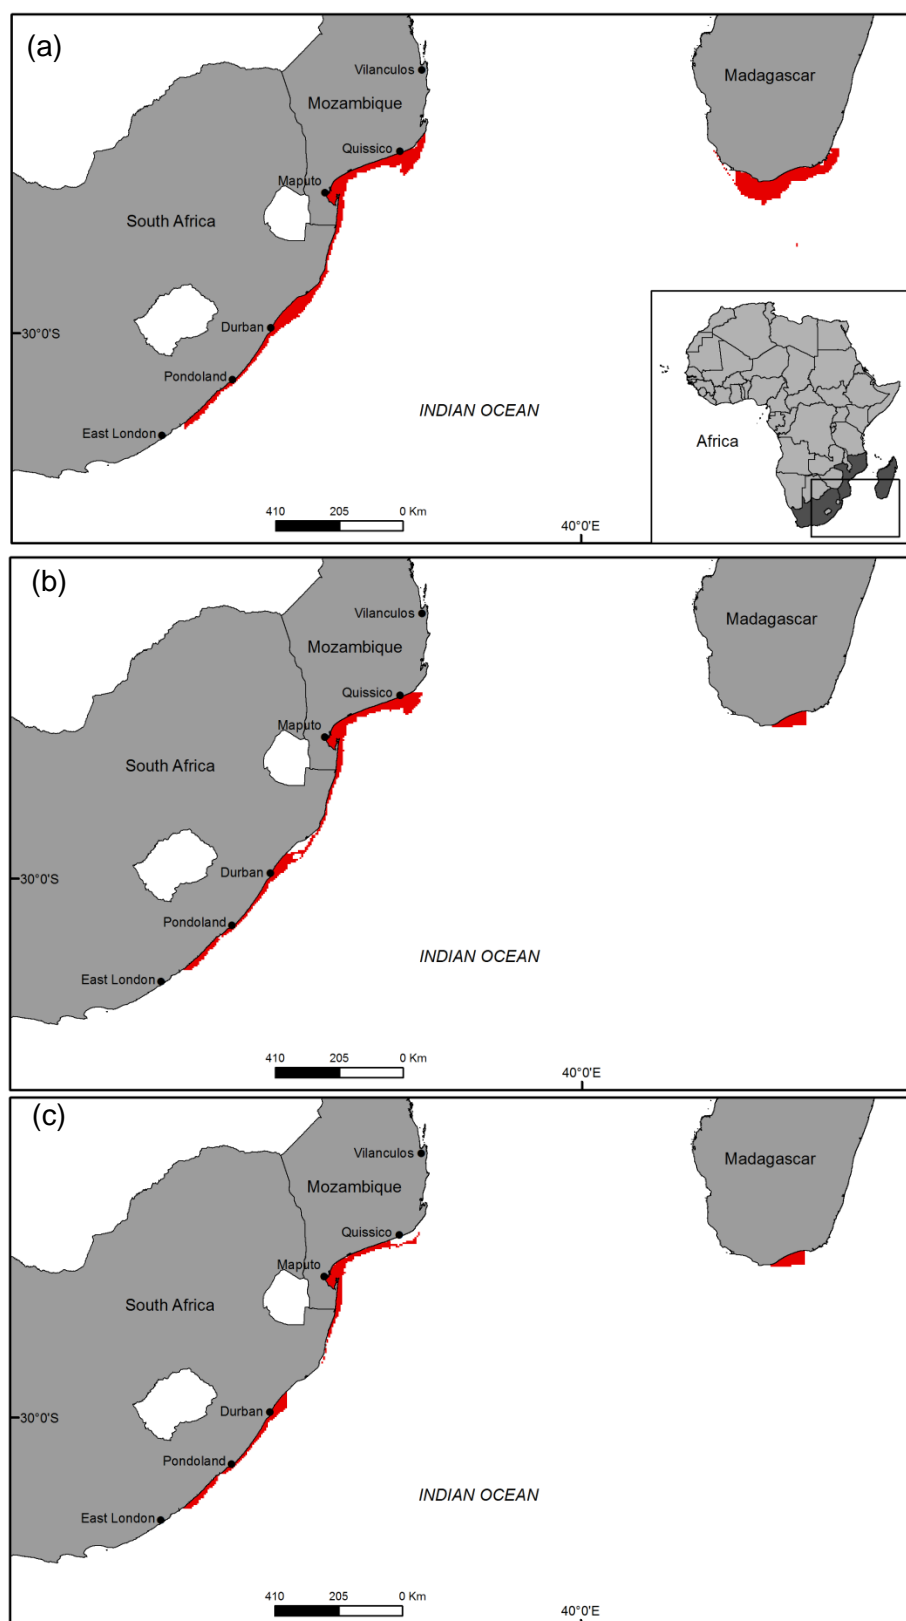 (a)
Vilanculos
Madagascar
Mozambique
Quissico
Maputo
South Africa
Durban
30°0'S
Pondoland
INDIAN OCEAN
East London
Africa
410 205 0 Km
40°0'E
(b)
Vilanculos
Madagascar
Mozambique
Quissico
Maputo
South Africa
Durban
30°0'S
Pondoland
INDIAN OCEAN
East London
410 205 0 Km
40°0'E
(c)
Vilanculos
Madagascar
Mozambique
Quissico
Maputo
South Africa
Durban
30°0'S
Pondoland
INDIAN OCEAN
East London
410 205 0 Km
40°0'E